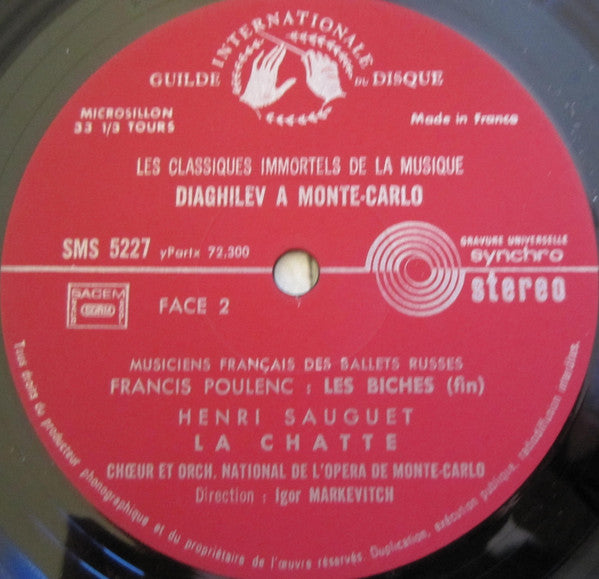 INTERNATIONALE
GUILDE DU DISQUE
MICROSILLON
33 1/3 TOURS
Made in France
LES CLASSIQUES IMMORTELS DE LA MUSIQUE
DIAGHILEV A MONTE-CARLO
SMS 5227 yPartx 72,300
GRAVURE UNIVERSELLE
synchro
stereo
SACEM
FACE 2
MUSICIENS FRANÇAIS DES BALLETS RUSSES
FRANCIS POULENC : LES BICHES (fin)
HENRI SAUGUET
LA CHATTE
CHŒUR ET ORCH. NATIONAL DE L'OPERA DE MONTE-CARLO
Direction : Igor MARKEVITCH
Tous droits du producteur phonographique et du propriétaire de l'œuvre réservés. Duplication, exécution publique, radiodiffusion interdites.